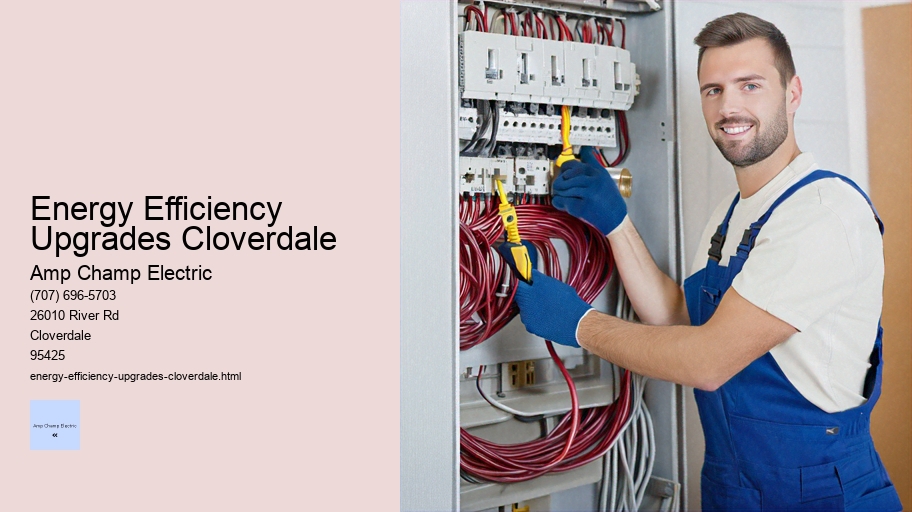 Energy Efficiency
Upgrades Cloverdale
Amp Champ Electric
(707) 696-5703
26010 River Rd
Cloverdale
95425
energy-efficiency-upgrades-cloverdale.html
Amp Champ Electric